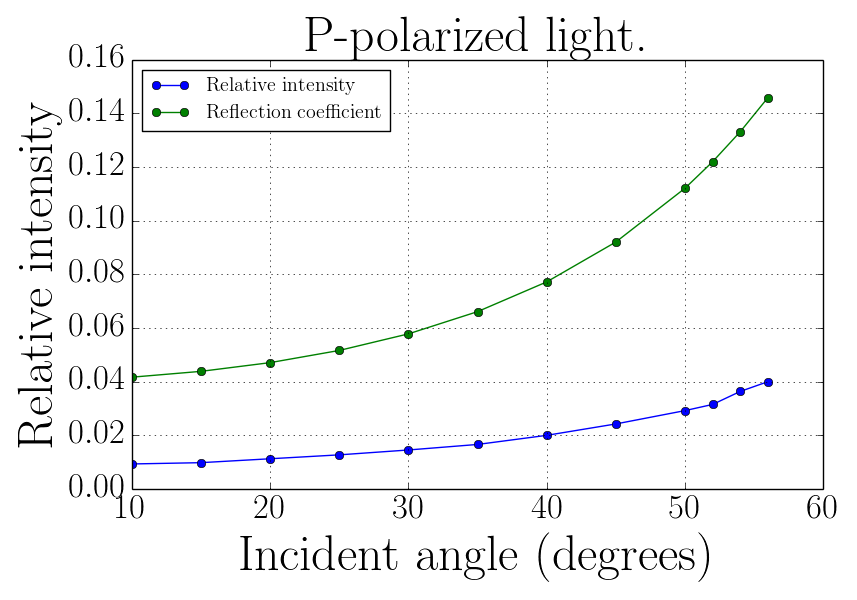 P-polarized light.
0.16
0.14
0.12
0.10
0.08
0.06
0.04
0.02
0.00
Relative intensity
Relative intensity
Reflection coefficient
10 20 30 40 50 60
Incident angle (degrees)